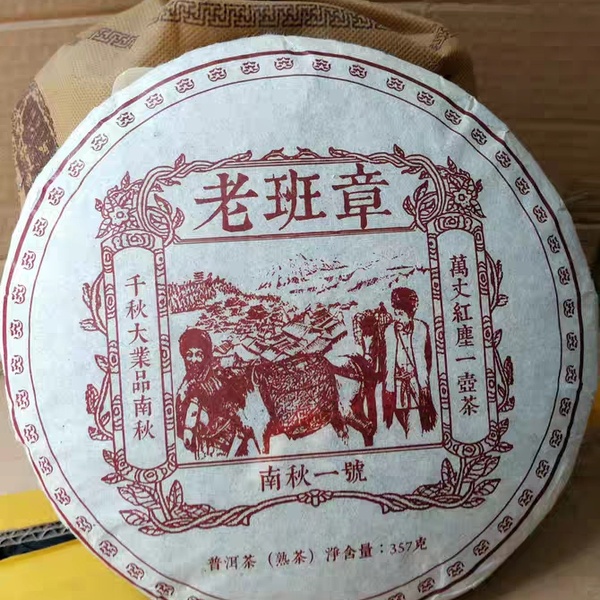 老班章
萬丈紅塵一壺茶
千秋大業品南秋
南秋一號
普洱茶（熟茶）淨含量：357克